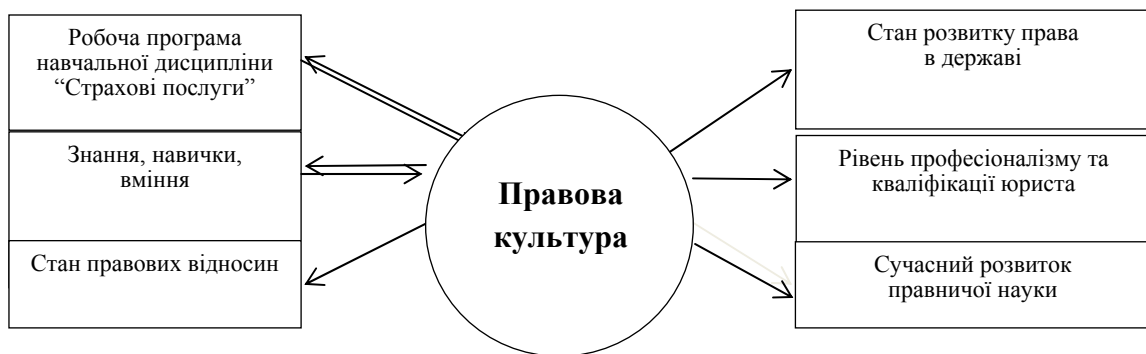 Робоча програма
навчальної дисципліни
“Страхові послуги”
Знання, навички,
вміння
Стан правових відносин
Правова
культура
Стан розвитку права
в державі
Рівень професіоналізму та
кваліфікації юриста
Сучасний розвиток
правничої науки